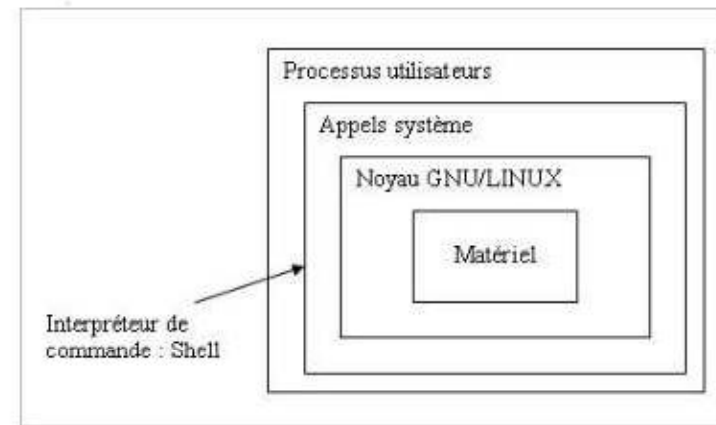 Processus utilisateurs
Appels système
Noyau GNU/LINUX
Matériel
Interpréteur de
commande : Shell